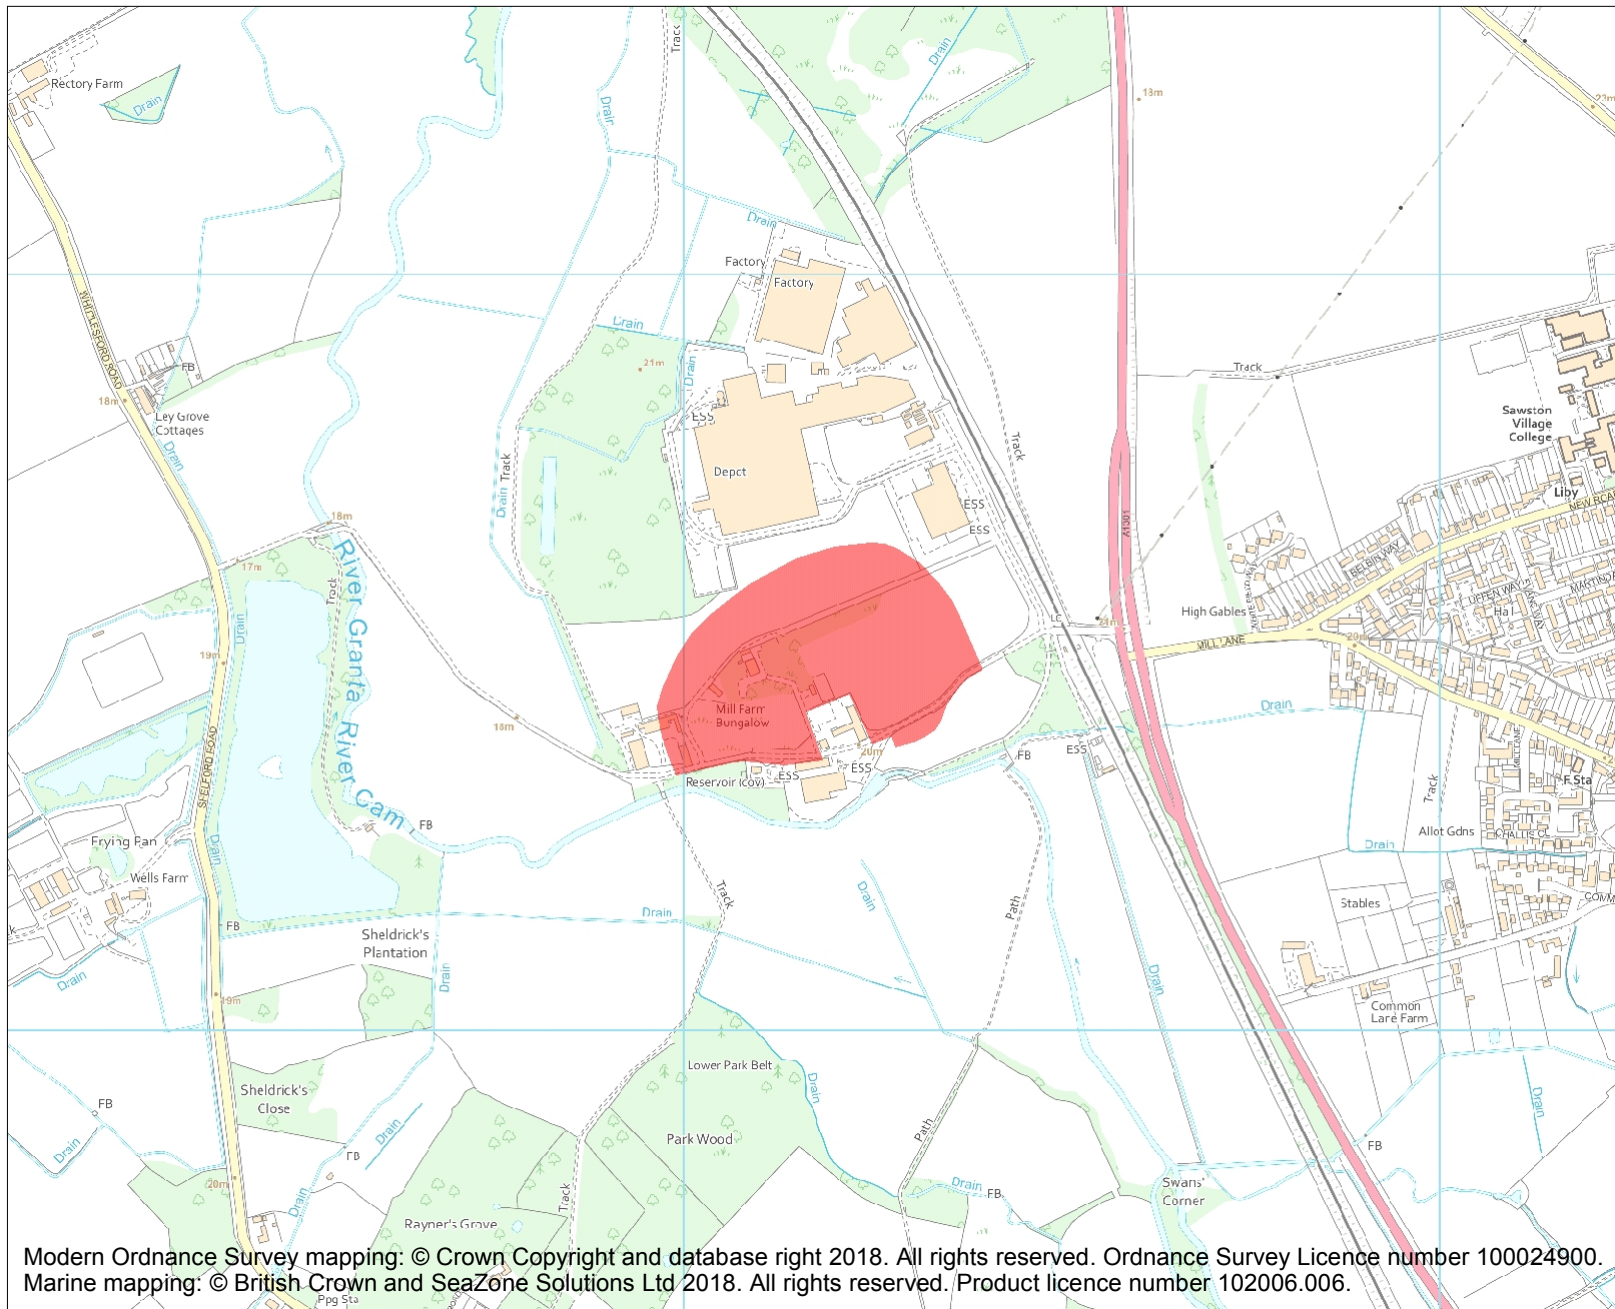 Track
Drain
13m
23m
Rectory Farm
Drain
Drain
Drain
Factory
Factory
WHITTLESFORD ROAD
Drain
FB
21m
Drain
Track
18m
Ley Grove
Cottages
ESS
Sawston
Village
College
Drain
Track
Depot
Track
Liby
Drain
ESS
ESS
A1301
18m
River Granta
River Cam
17m
Track
BELBIN WAY
UFFEN WAY
Hall
High Gables
LC
21m
MILL LANE
20m
Drain
19m
Mill Farm
Bungalow
18m
Drain
SHELFORD ROAD
20m
ESS
FB
Reservoir (cov)
ESS
ESS
F Sta
Track
FB
Allot Gdns
Drain
Frying Pan
Drain
Wells Farm
Track
Drain
Path
Stables
Drain
FB
Sheldrick's
Plantation
Drain
Drain
Drain
19m
Common
Lane Farm
Lower Park Belt
Drain
Sheldrick's
Close
Drain
FB
Drain
Park Wood
Path
FB
Drain
FB
20m
Drain
Track
Drain
FB
Swans'
Corner
Rayner's Grove
Modern Ordnance Survey mapping: © Crown Copyright and database right 2018. All rights reserved. Ordnance Survey Licence number 100024900.
Marine mapping: © British Crown and SeaZone Solutions Ltd 2018. All rights reserved. Product licence number 102006.006.
Ppg Sta